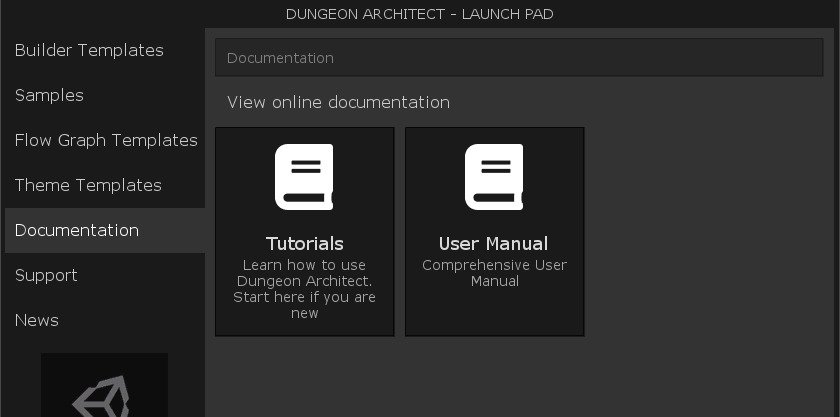 DUNGEON ARCHITECT - LAUNCH PAD
Builder Templates
Samples
Flow Graph Templates
Theme Templates
Documentation
Support
News
Documentation
View online documentation
Tutorials
Learn how to use
Dungeon Architect.
Start here if you are
new
User Manual
Comprehensive User
Manual